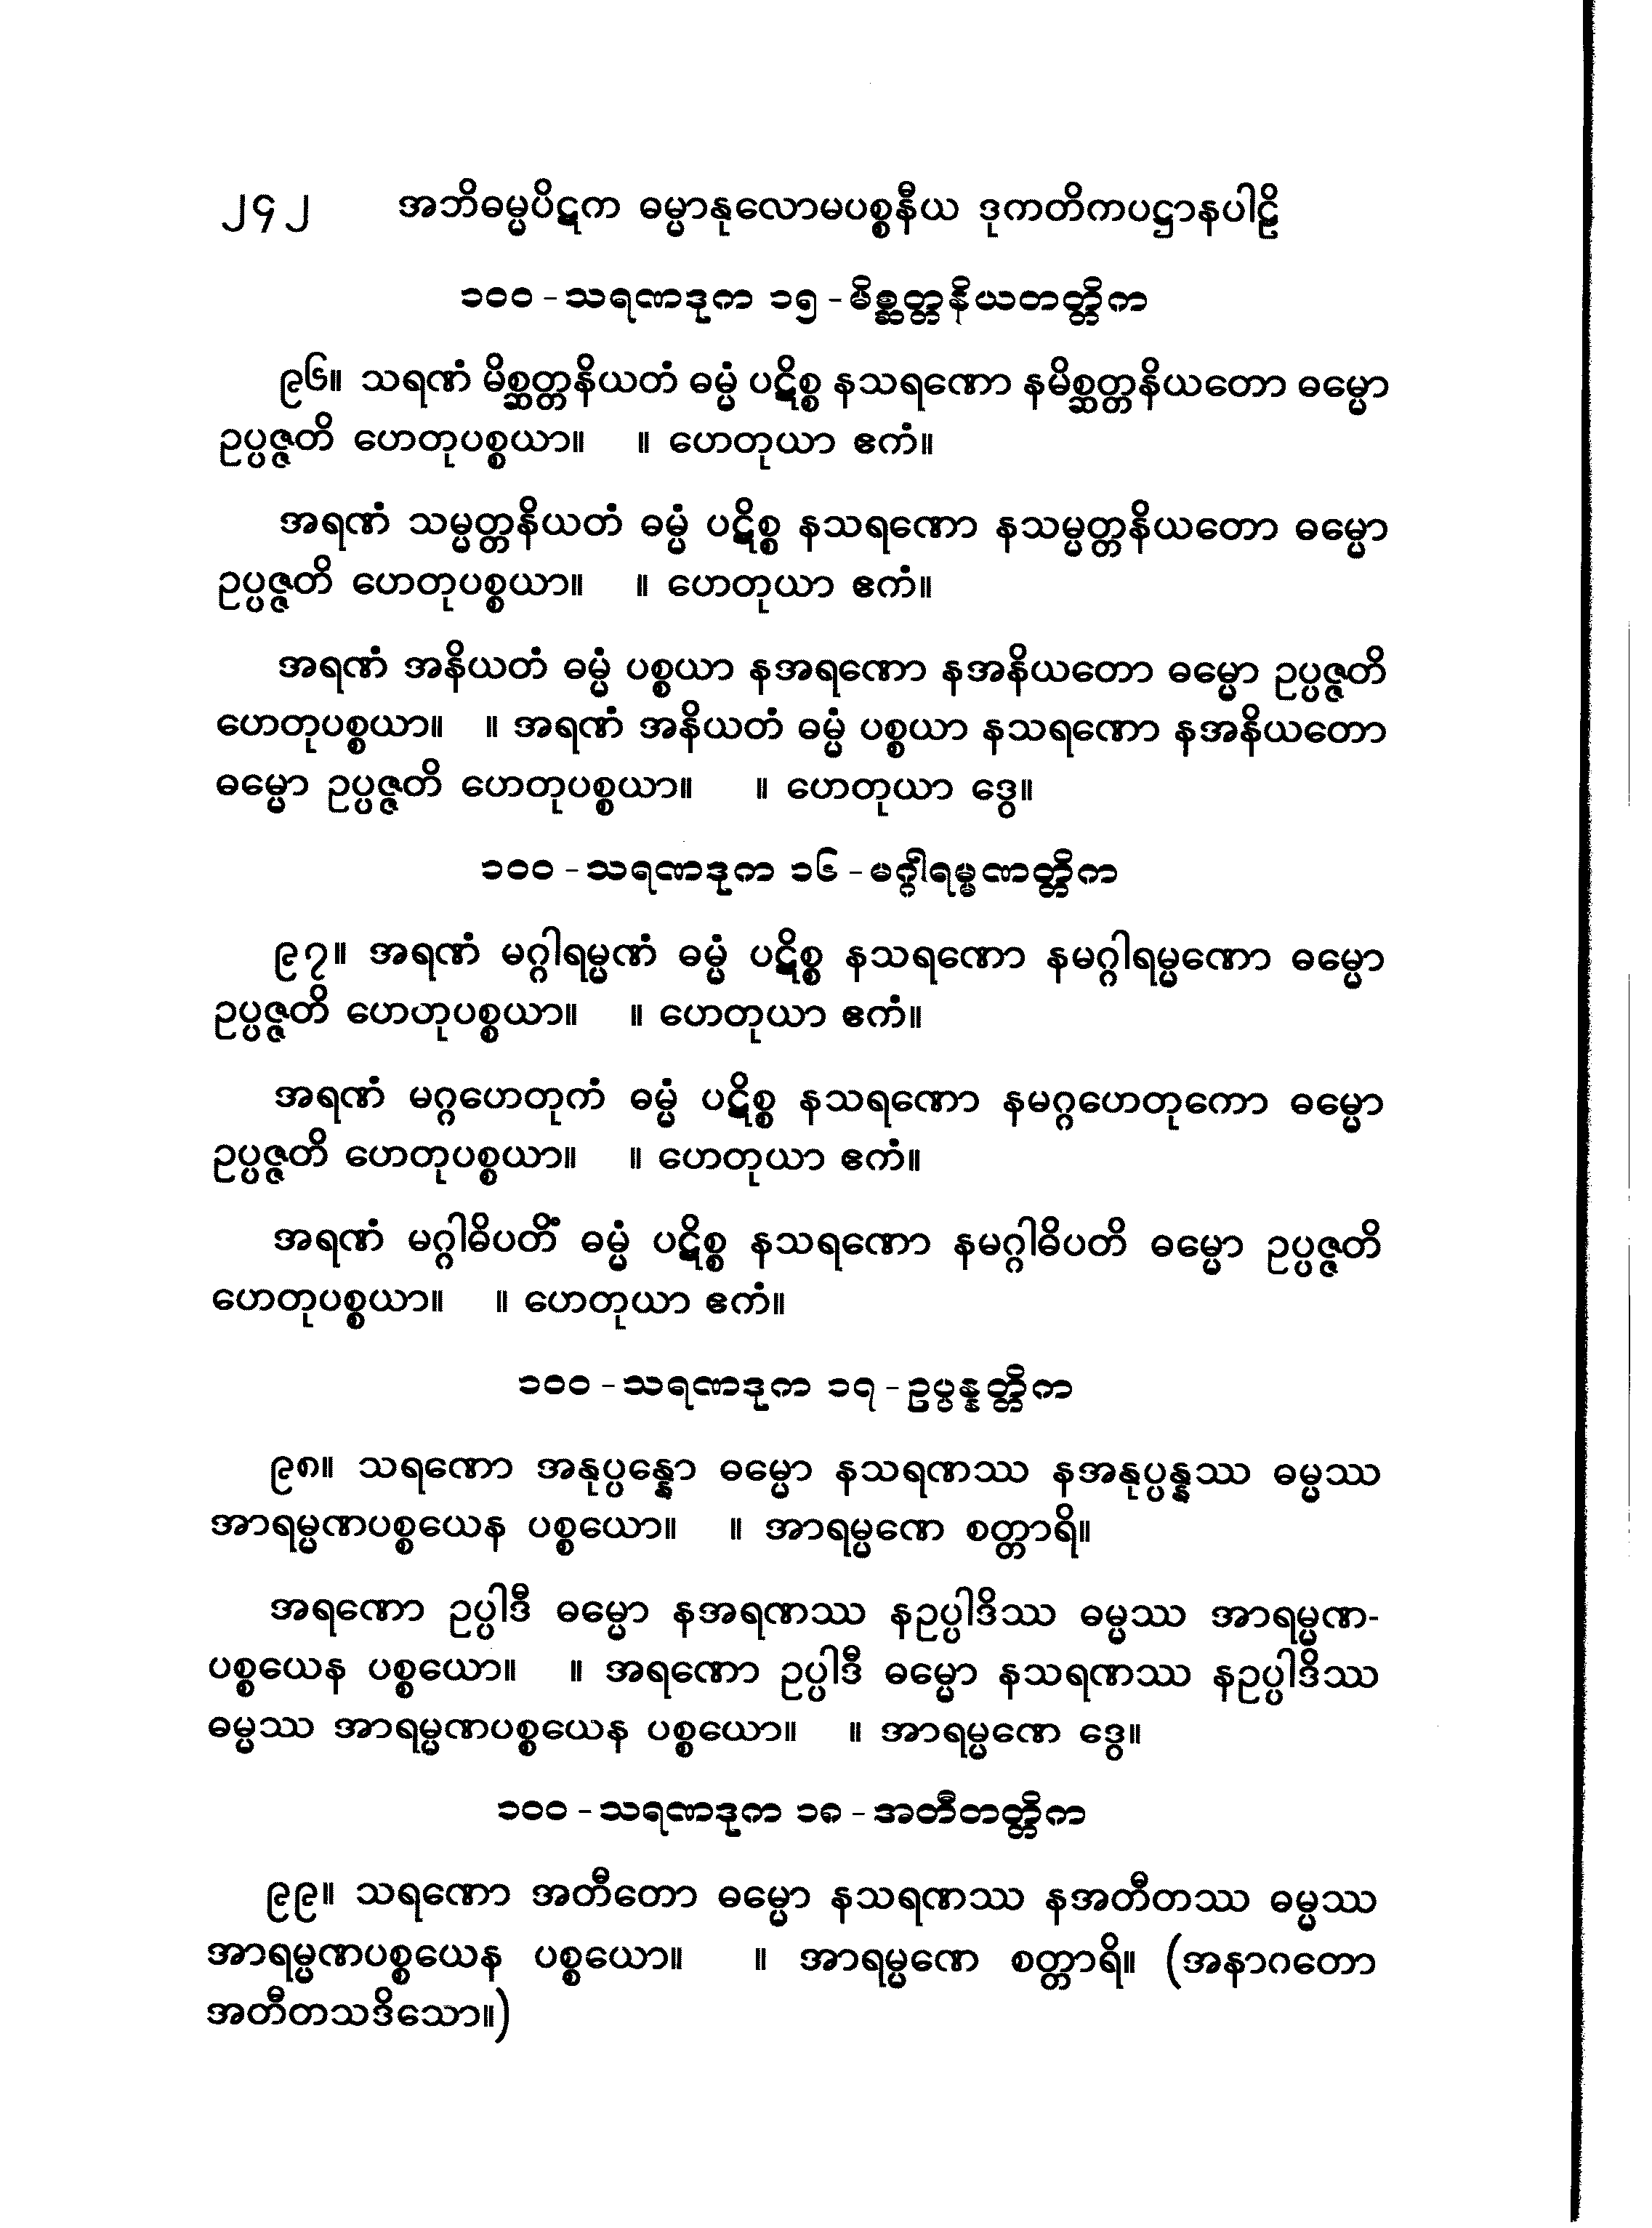 ၂၄၂ အဘိဓမ္မပိဋက ဓမ္မာနုလောမပစ္စနီယ ဒုကတိကပဋ္ဌာနပါဠိ
၁၀၀ - သရဏဒုက ၁၅ - မိစ္ဆတ္တနိယတတ္တိက
၉၆။ သရဏံ မိစ္ဆတ္တနိယတံ ဓမ္မံ ပဋိစ္စ နသရဏော နမိစ္ဆတ္တနိယတော ဓမ္မော
ဥပ္ပဇ္ဇတိ ဟေတုပစ္စယာ။ ။ ဟေတုယာ ဧကံ။
အရဏံ သမ္မတ္တနိယတံ ဓမ္မံ ပဋိစ္စ နသရဏော နသမ္မတ္တနိယတော ဓမ္မော
ဥပ္ပဇ္ဇတိ ဟေတုပစ္စယာ။ ။ ဟေတုယာ ဧကံ။
အရဏံ အနိယတံ ဓမ္မံ ပစ္စယာ နအရဏော နအနိယတော ဓမ္မော ဥပ္ပဇ္ဇတိ
ဟေတုပစ္စယာ။ ။ အရဏံ အနိယတံ ဓမ္မံ ပစ္စယာ နသရဏော နအနိယတော
ဓမ္မော ဥပ္ပဇ္ဇတိ ဟေတုပစ္စယာ။ ။ ဟေတုယာ ဒွေ။
၁၀၀ - သရဏဒုက ၁၆ - မဂ္ဂါရမ္မဏတ္တိက
၉၇။ အရဏံ မဂ္ဂါရမ္မဏံ ဓမ္မံ ပဋိစ္စ နသရဏော နမဂ္ဂါရမ္မဏော ဓမ္မော
ဥပ္ပဇ္ဇတိ ဟေတုပစ္စယာ။ ။ ဟေတုယာ ဧကံ။
အရဏံ မဂ္ဂဟေတုကံ ဓမ္မံ ပဋိစ္စ နသရဏော နမဂ္ဂဟေတုကော ဓမ္မော
ဥပ္ပဇ္ဇတိ ဟေတုပစ္စယာ။ ။ ဟေတုယာ ဧကံ။
အရဏံ မဂ္ဂါဓိပတိံ ဓမ္မံ ပဋိစ္စ နသရဏော နမဂ္ဂါဓိပတိ ဓမ္မော ဥပ္ပဇ္ဇတိ
ဟေတုပစ္စယာ။ ။ ဟေတုယာ ဧကံ။
၁၀၀ - သရဏဒုက ၁၇ - ဥပ္ပန္နတ္တိက
၉၈။ သရဏော အနုပ္ပန္နော ဓမ္မော နသရဏဿ နအနုပ္ပန္နဿ ဓမ္မဿ
အာရမ္မဏပစ္စယေန ပစ္စယော။ ။ အာရမ္မဏေ စတ္တာရိ။
အရဏော ဥပ္ပါဒီ ဓမ္မော နအရဏဿ နဥပ္ပါဒိဿ ဓမ္မဿ အာရမ္မဏ-
ပစ္စယေန ပစ္စယော။ ။ အရဏော ဥပ္ပါဒီ ဓမ္မော နသရဏဿ နဥပ္ပါဒိဿ
ဓမ္မဿ အာရမ္မဏပစ္စယေန ပစ္စယော။ ။ အာရမ္မဏေ ဒွေ။
၁၀၀ - သရဏဒုက ၁၈ - အတီတတ္တိက
၉၉။ သရဏော အတီတော ဓမ္မော နသရဏဿ နအတီတဿ ဓမ္မဿ
အာရမ္မဏပစ္စယေန ပစ္စယော။ ။ အာရမ္မဏေ စတ္တာရိ။ (အနာဂတော
အတီတသဒိသော။)